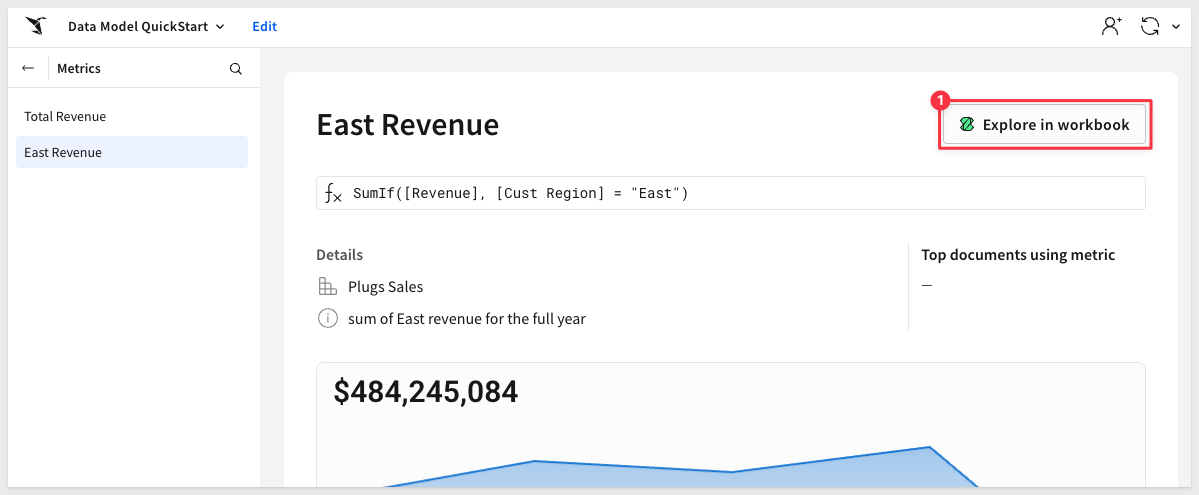 Data Model QuickStart
Edit
Metrics
Total Revenue
East Revenue
East Revenue
1
Explore in workbook
fx SumIf([Revenue], [Cust Region] = "East")
Details
Plugs Sales
sum of East revenue for the full year
Top documents using metric
—
$484,245,084